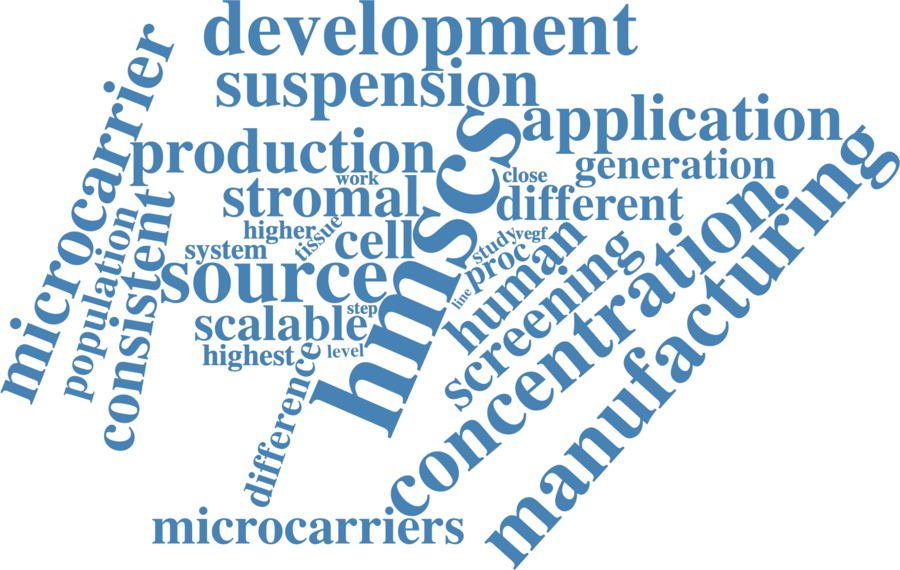 development
suspension
microcarrier
application
production
generation
work
close
stromal
different
consistent
population
higher
tissue
cell
hmscs
study
vegf
system
proc
human
source
line
screening
concentration.
manufacturing
step
scalable
highest
level
difference
microcarriers